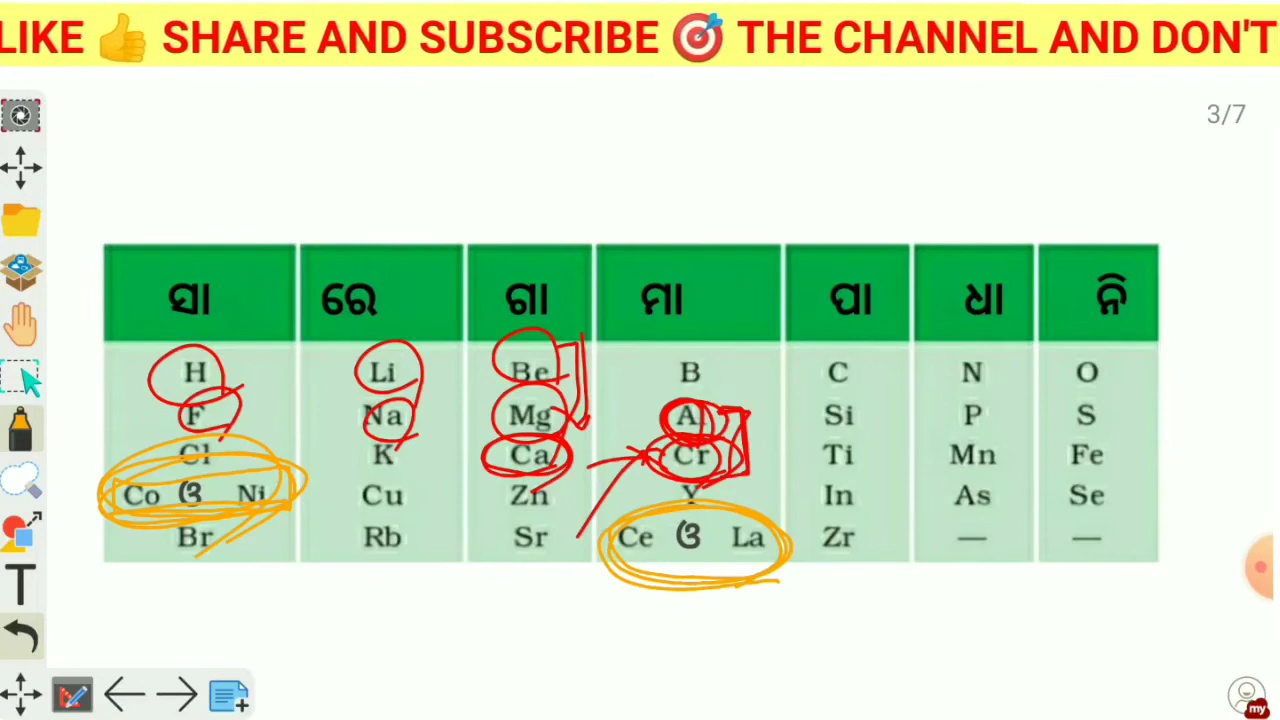 LIKE 👍 SHARE AND SUBSCRIBE 🎯 THE CHANNEL AND DON'T
3/7
ସା ରେ ଗା ମା ପା ଧା ନି
H Li Be B C N O
F Na Mg Al Si P S
Cl K Ca Cr Ti Mn Fe
Co ଓ Ni Cu Zn Y In As Se
Br Rb Sr Ce ଓ La Zr — —
T
my